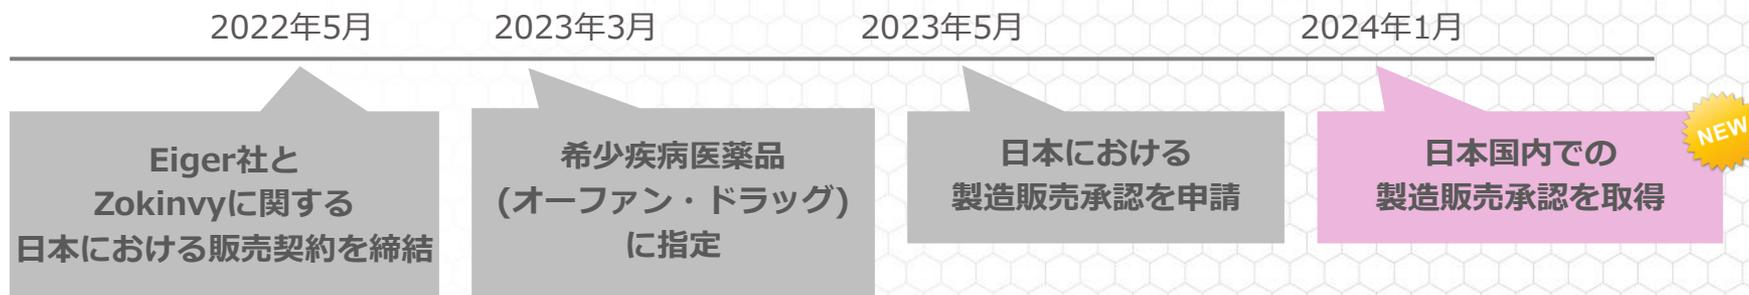 2022年5月
2023年3月
2023年5月
2024年1月
Eiger社と
Zokinvyに関する
日本における販売契約を締結
希少疾病医薬品
(オーファン・ドラッグ)
に指定
日本における
製造販売承認を申請
日本国内での
製造販売承認を取得
NEW